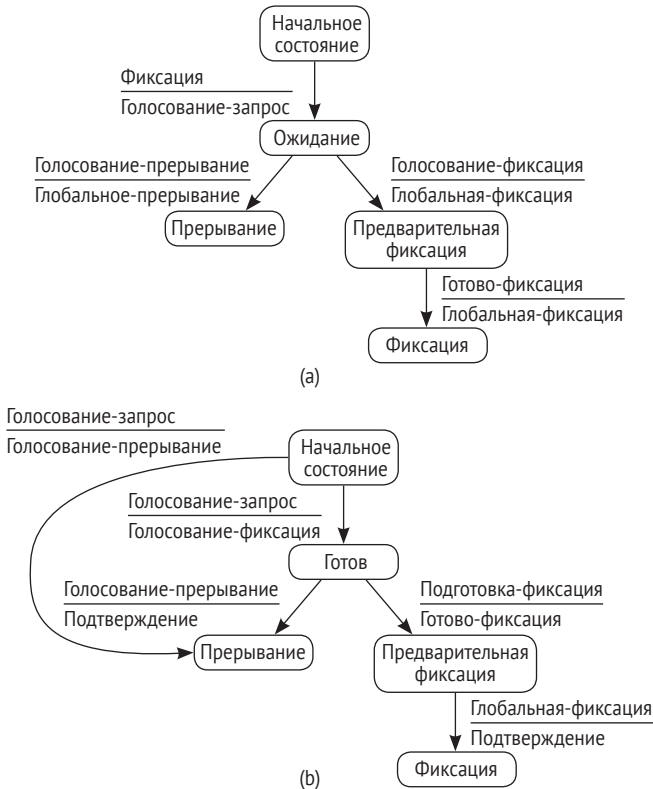 Начальное
состояние
Фиксация
Голосование-запрос
Ожидание
Голосование-прерывание
Глобальное-прерывание
Голосование-фиксация
Глобальная-фиксация
Прерывание
Предварительная
фиксация
Готово-фиксация
Глобальная-фиксация
Фиксация
(a)
Голосование-запрос
Голосование-прерывание
Начальное
состояние
Голосование-запрос
Голосование-фиксация
Готов
Голосование-прерывание
Подтверждение
Подготовка-фиксация
Готово-фиксация
Прерывание
Предварительная
фиксация
Глобальная-фиксация
Подтверждение
Фиксация
(b)